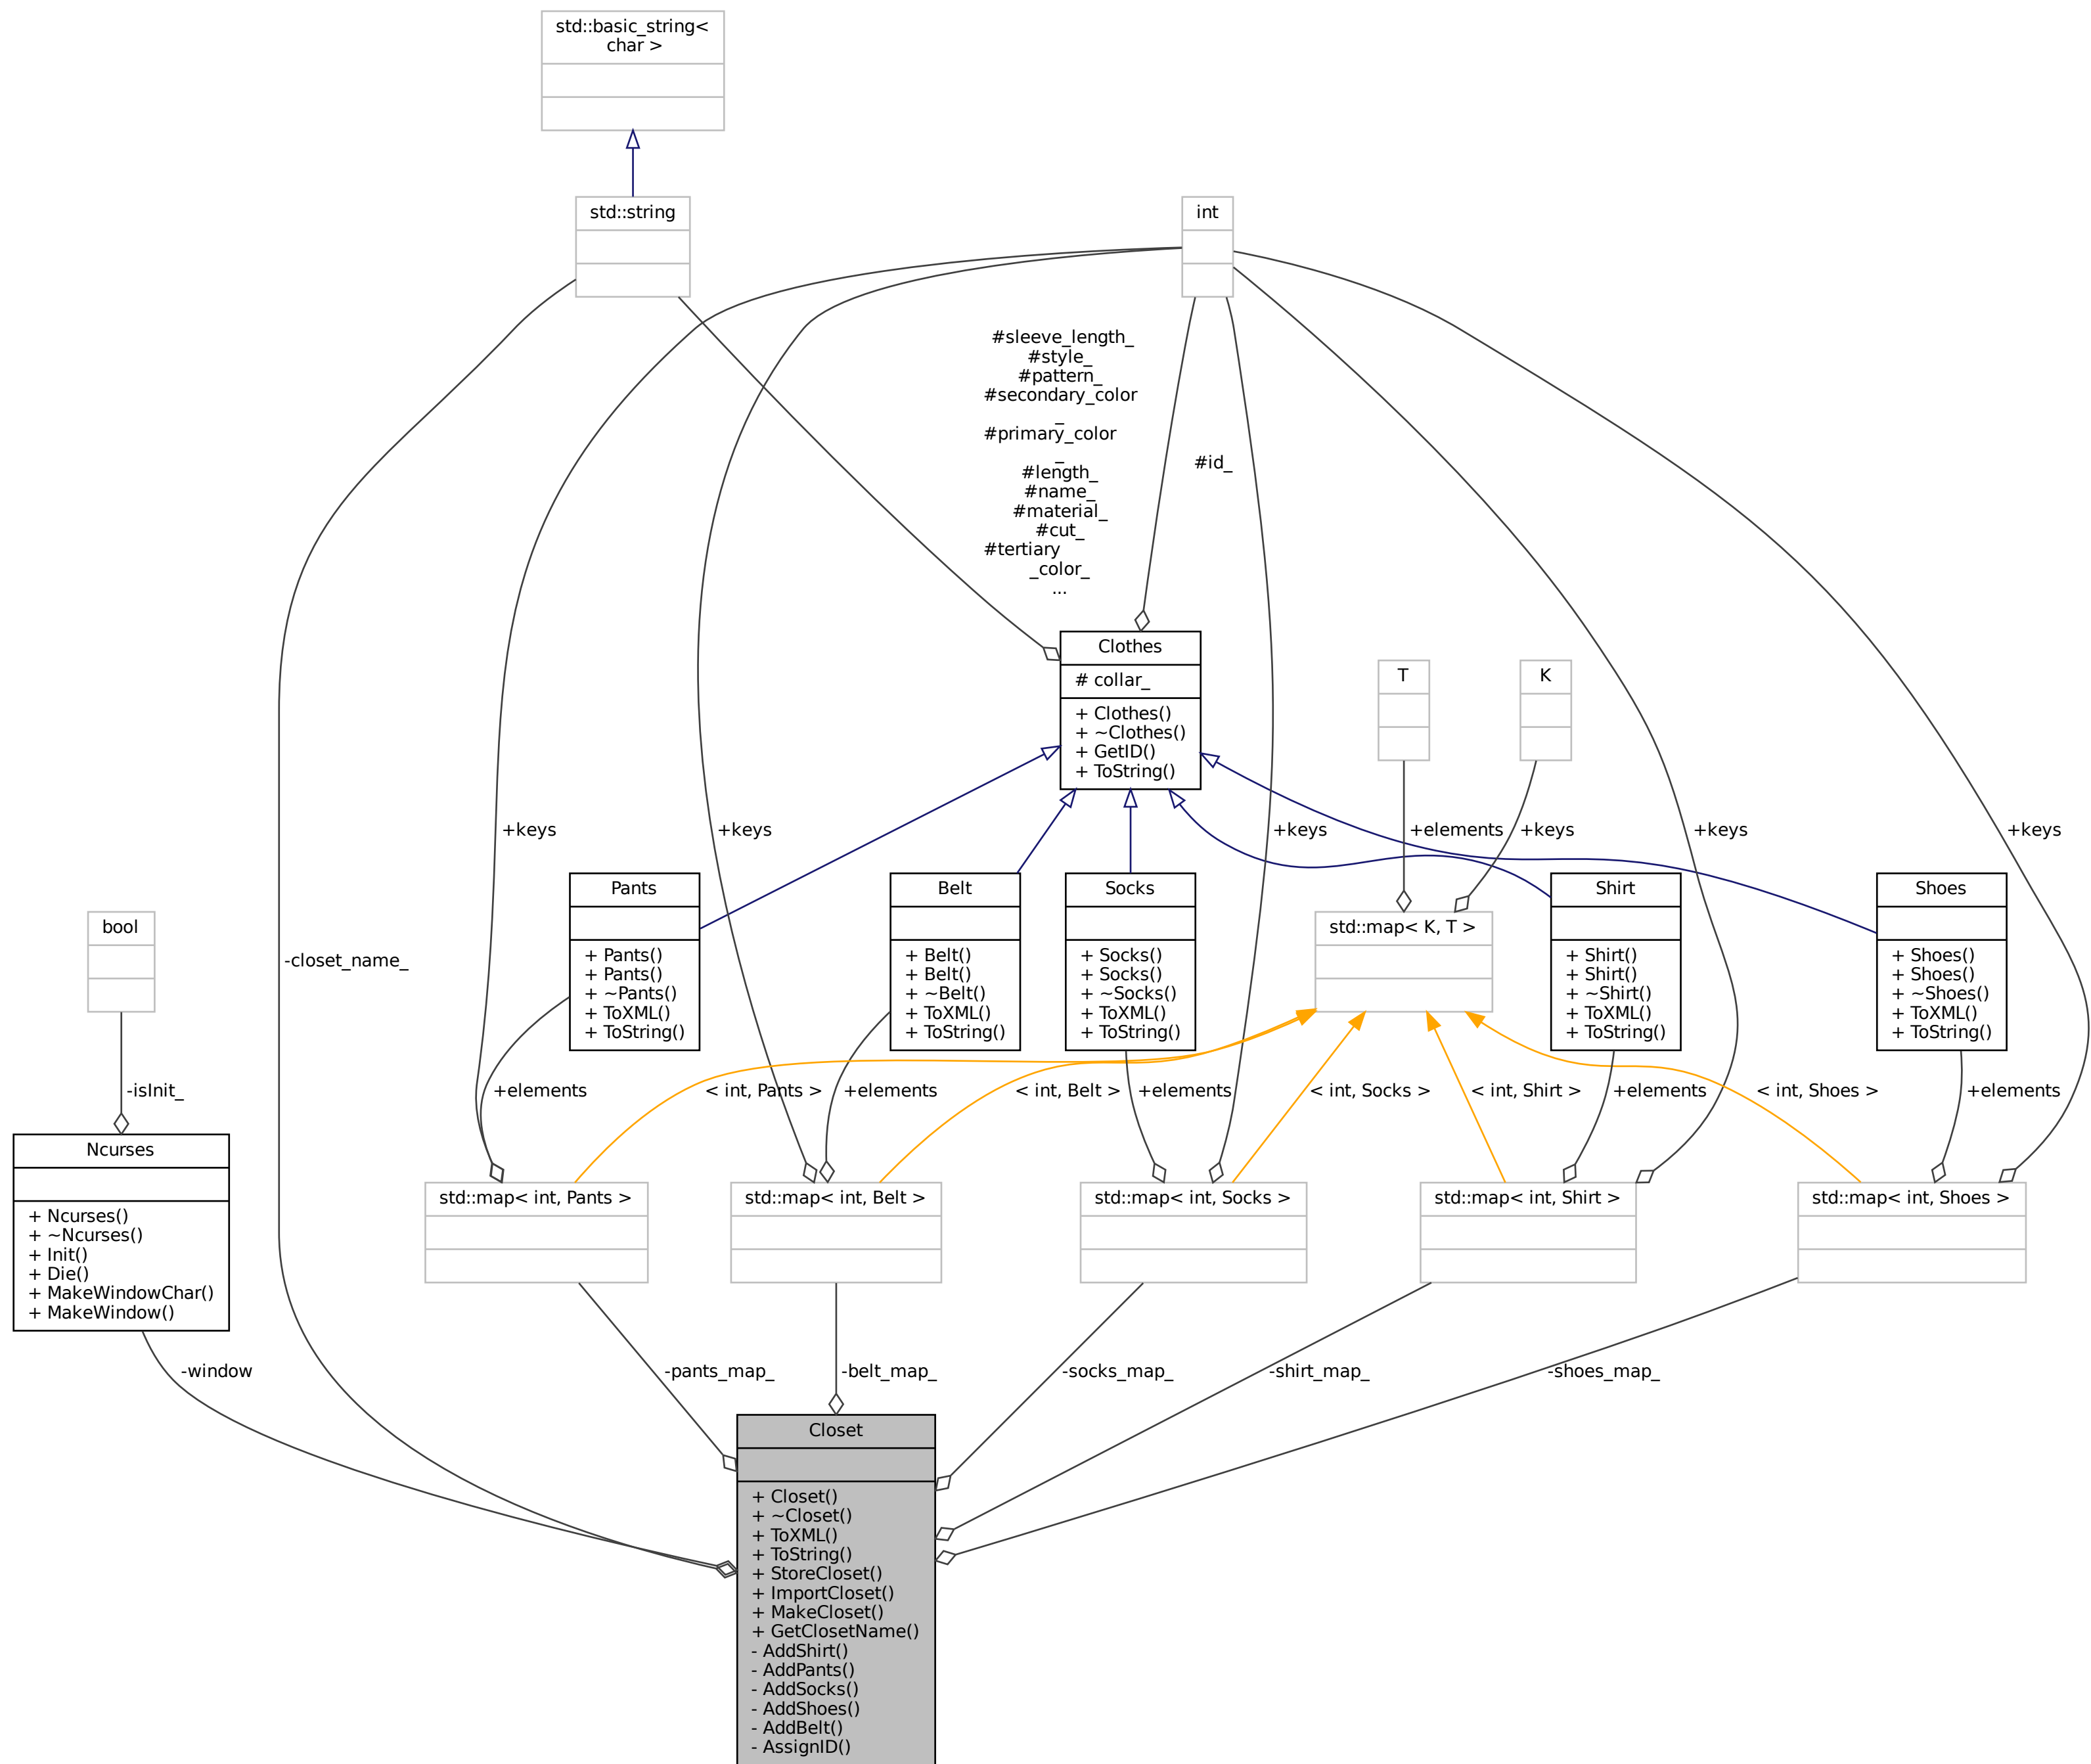 std::basic_string<
char >
std::string
int
#sleeve_length_
#style_
#pattern_
#secondary_color
_
#primary_color
_
#length_
#name_
#material_
#cut_
#tertiary
_color_
...
#id_
Clothes
# collar_
+ Clothes()
+ ~Clothes()
+ GetID()
+ ToString()
T
K
+keys
+keys
+keys
+elements
+keys
+keys
+keys
-closet_name_
bool
-isInit_
Pants
+ Pants()
+ Pants()
+ ~Pants()
+ ToXML()
+ ToString()
Belt
+ Belt()
+ Belt()
+ ~Belt()
+ ToXML()
+ ToString()
Socks
+ Socks()
+ Socks()
+ ~Socks()
+ ToXML()
+ ToString()
std::map< K, T >
Shirt
+ Shirt()
+ Shirt()
+ ~Shirt()
+ ToXML()
+ ToString()
Shoes
+ Shoes()
+ Shoes()
+ ~Shoes()
+ ToXML()
+ ToString()
+elements
< int, Pants >
+elements
< int, Belt >
+elements
< int, Socks >
< int, Shirt >
+elements
< int, Shoes >
+elements
Ncurses
+ Ncurses()
+ ~Ncurses()
+ Init()
+ Die()
+ MakeWindowChar()
+ MakeWindow()
std::map< int, Pants >
std::map< int, Belt >
std::map< int, Socks >
std::map< int, Shirt >
std::map< int, Shoes >
-window
-pants_map_
-belt_map_
-socks_map_
-shirt_map_
-shoes_map_
Closet
+ Closet()
+ ~Closet()
+ ToXML()
+ ToString()
+ StoreCloset()
+ ImportCloset()
+ MakeCloset()
+ GetClosetName()
- AddShirt()
- AddPants()
- AddSocks()
- AddShoes()
- AddBelt()
- AssignID()